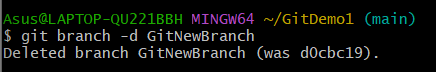 Asus@LAPTOP-QU221BBH MINGW64 ~/GitDemo1 (main)
$ git branch -d GitNewBranch
Deleted branch GitNewBranch (was d0cbc19).